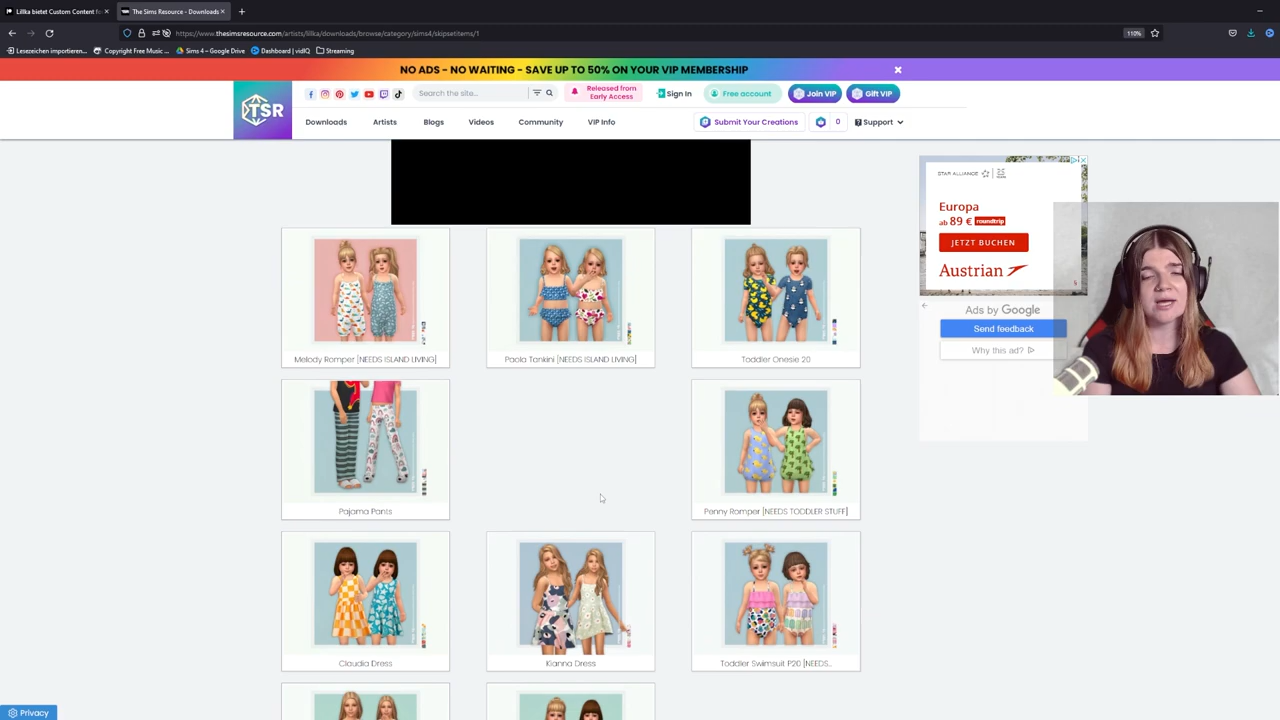 Lillka bietet Custom Content fo
The Sims Resource - Downloads
https://www.thesimsresource.com/artists/lillka/downloads/browse/category/sims4/skipsetitems/1
110%
Lesezeichen importieren...
Copyright Free Music ...
Sims 4 – Google Drive
Dashboard | vidIQ
Streaming
NO ADS - NO WAITING - SAVE UP TO 50% ON YOUR VIP MEMBERSHIP
TSR
Search the site...
Released from
Early Access
Sign In
Free account
Join VIP
Gift VIP
Downloads
Artists
Blogs
Videos
Community
VIP Info
Submit Your Creations
0
Support
STAR ALLIANCE
Europa
ab 89 € roundtrip
JETZT BUCHEN
Austrian
Ads by Google
Send feedback
Why this ad?
Melody Romper [NEEDS ISLAND LIVING]
Paola Tankini [NEEDS ISLAND LIVING]
Toddler Onesie 20
Pajama Pants
Penny Romper [NEEDS TODDLER STUFF]
Claudia Dress
Kianna Dress
Toddler Swimsuit P20 [NEEDS...
Privacy